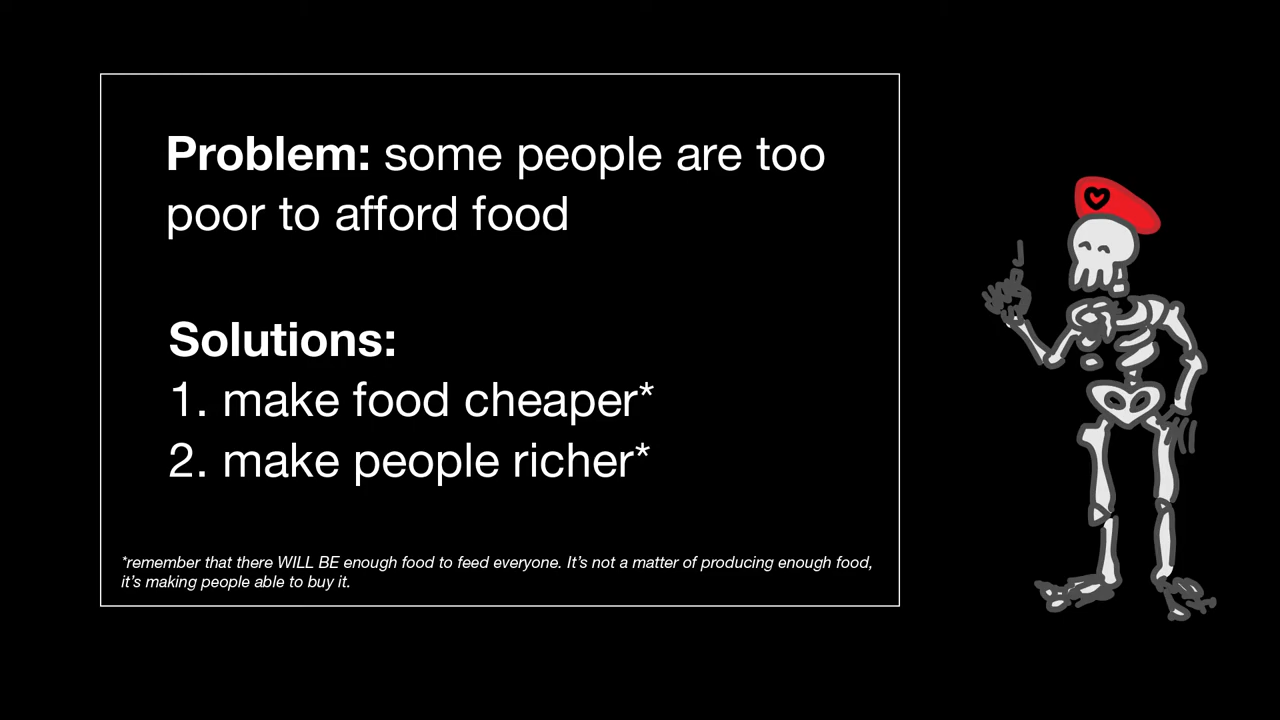 Problem: some people are too
poor to afford food
Solutions:
1. make food cheaper*
2. make people richer*
*remember that there WILL BE enough food to feed everyone. It’s not a matter of producing enough food,
it’s making people able to buy it.